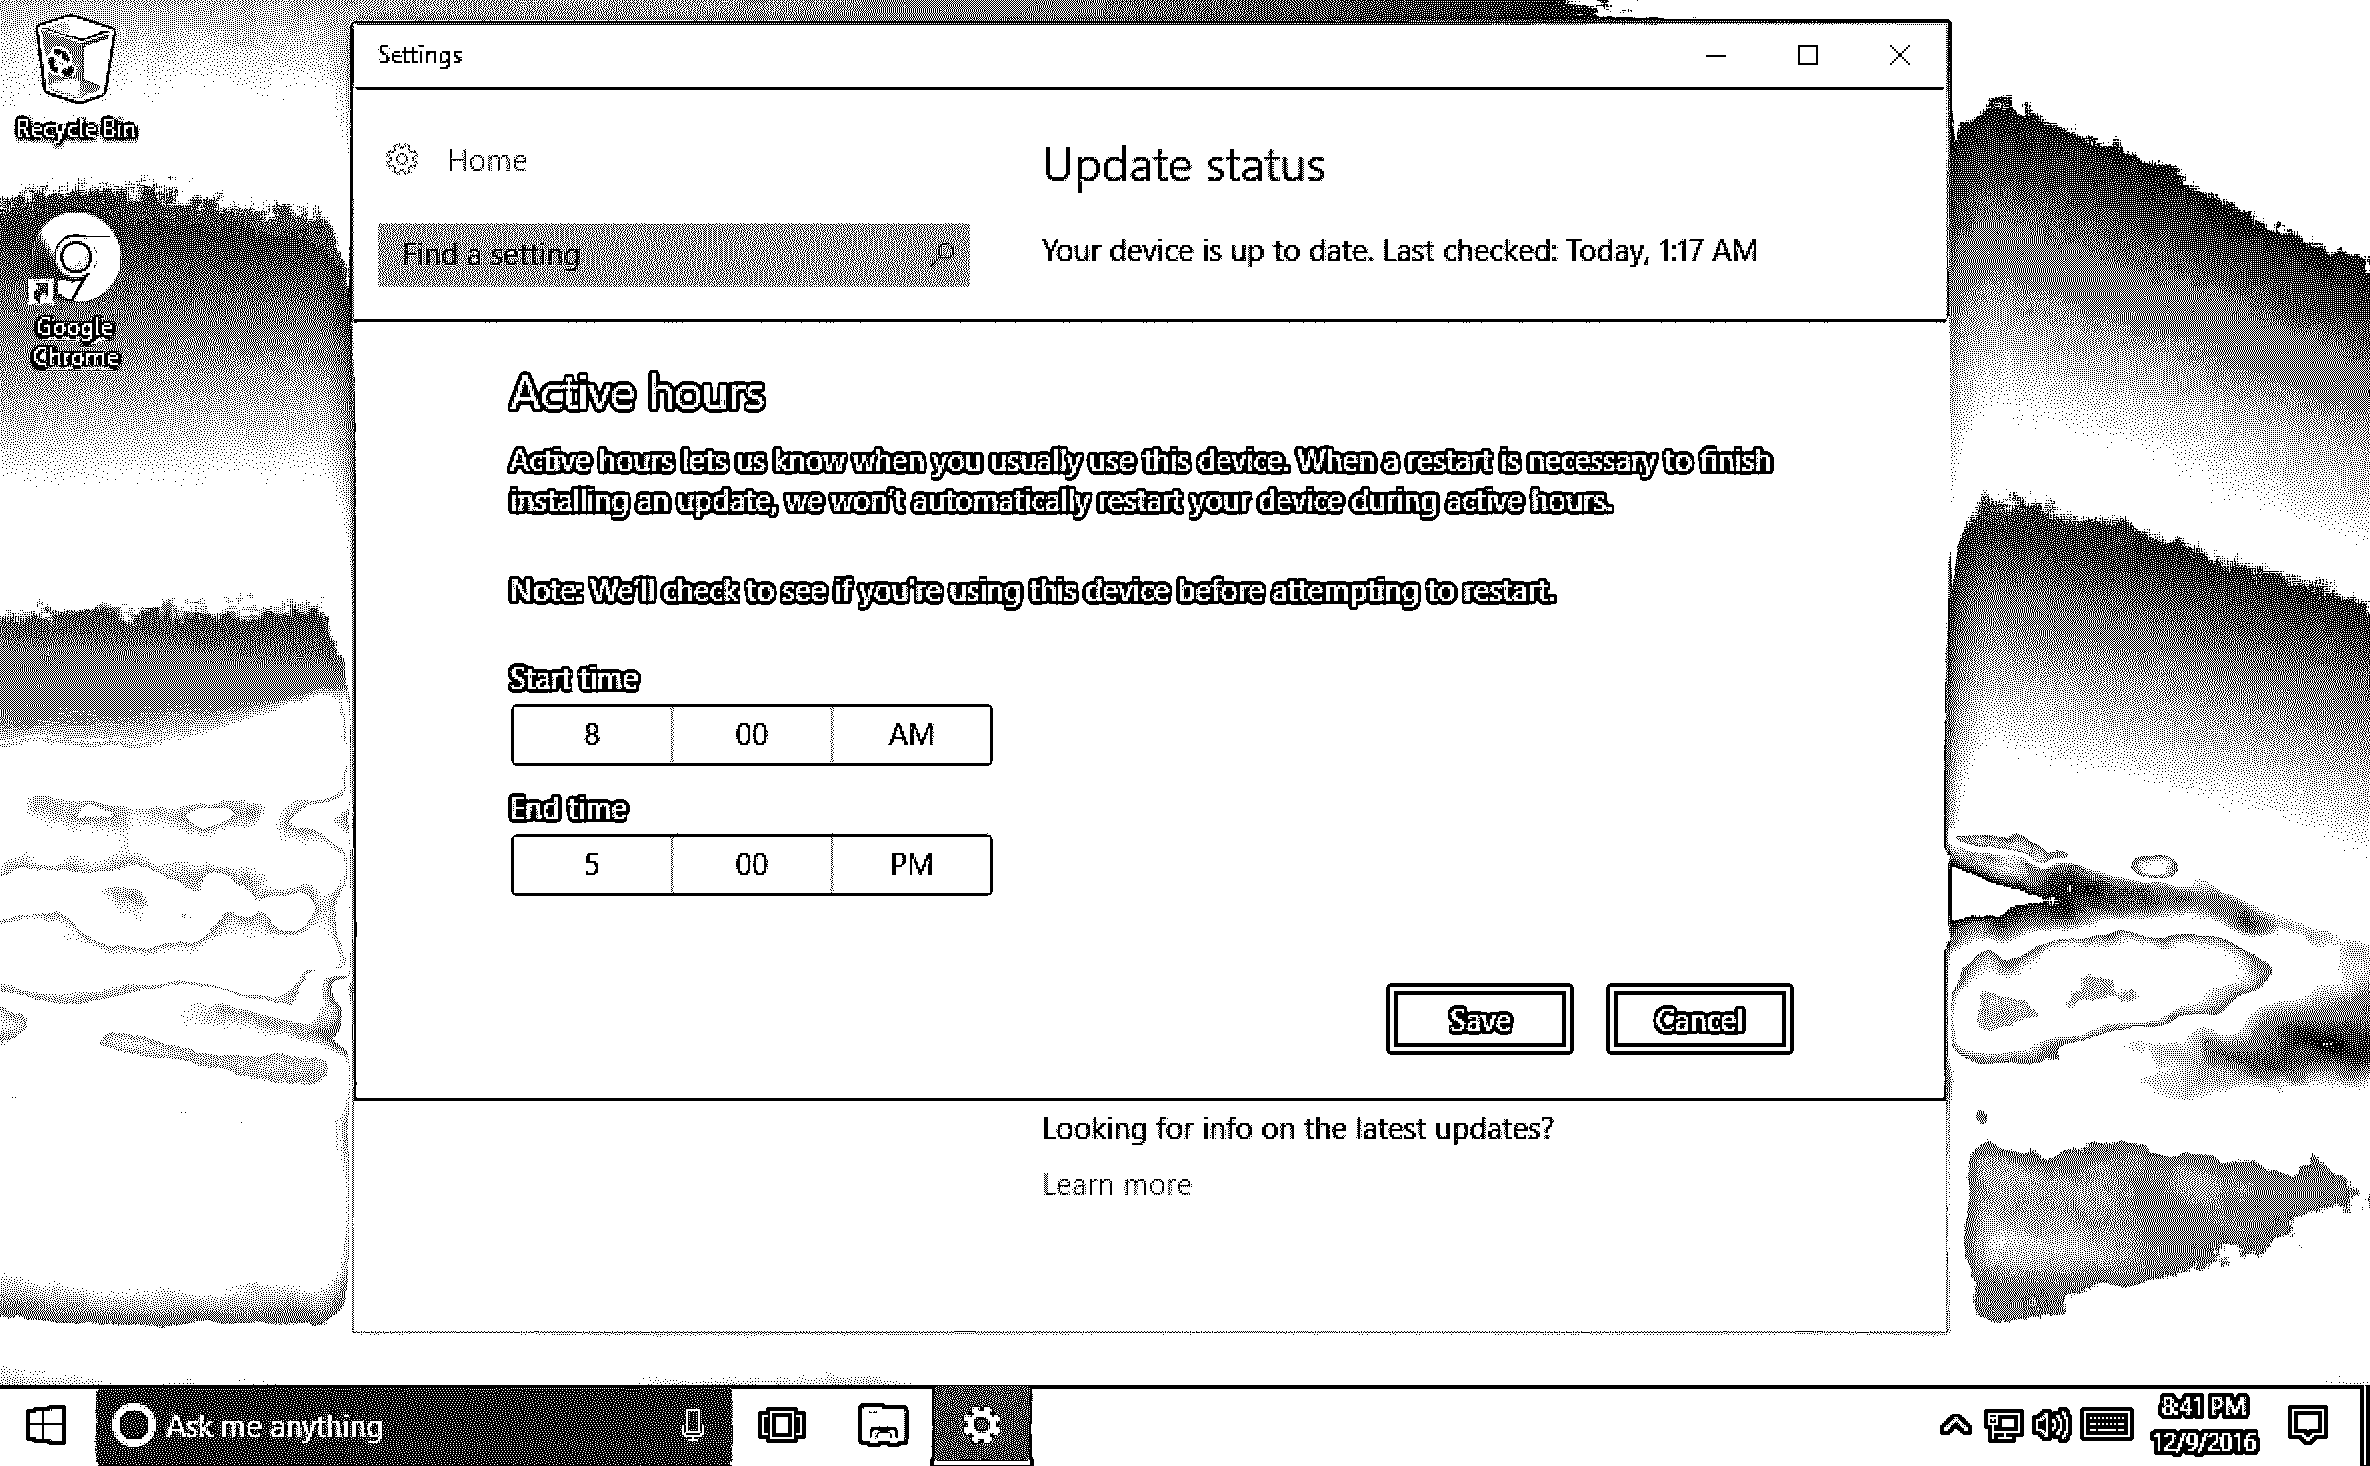 Recycle Bin
Google
Chrome
Settings
Home
Find a setting
Update status
Your device is up to date. Last checked: Today, 1:17 AM
Active hours
Active hours lets us know when you usually use this device. When a restart is necessary to finish
installing an update, we won't automatically restart your device during active hours.
Note: We'll check to see if you're using this device before attempting to restart.
Start time
8 00 AM
End time
5 00 PM
Save Cancel
Looking for info on the latest updates?
Learn more
Ask me anything
8:41 PM
12/9/2016